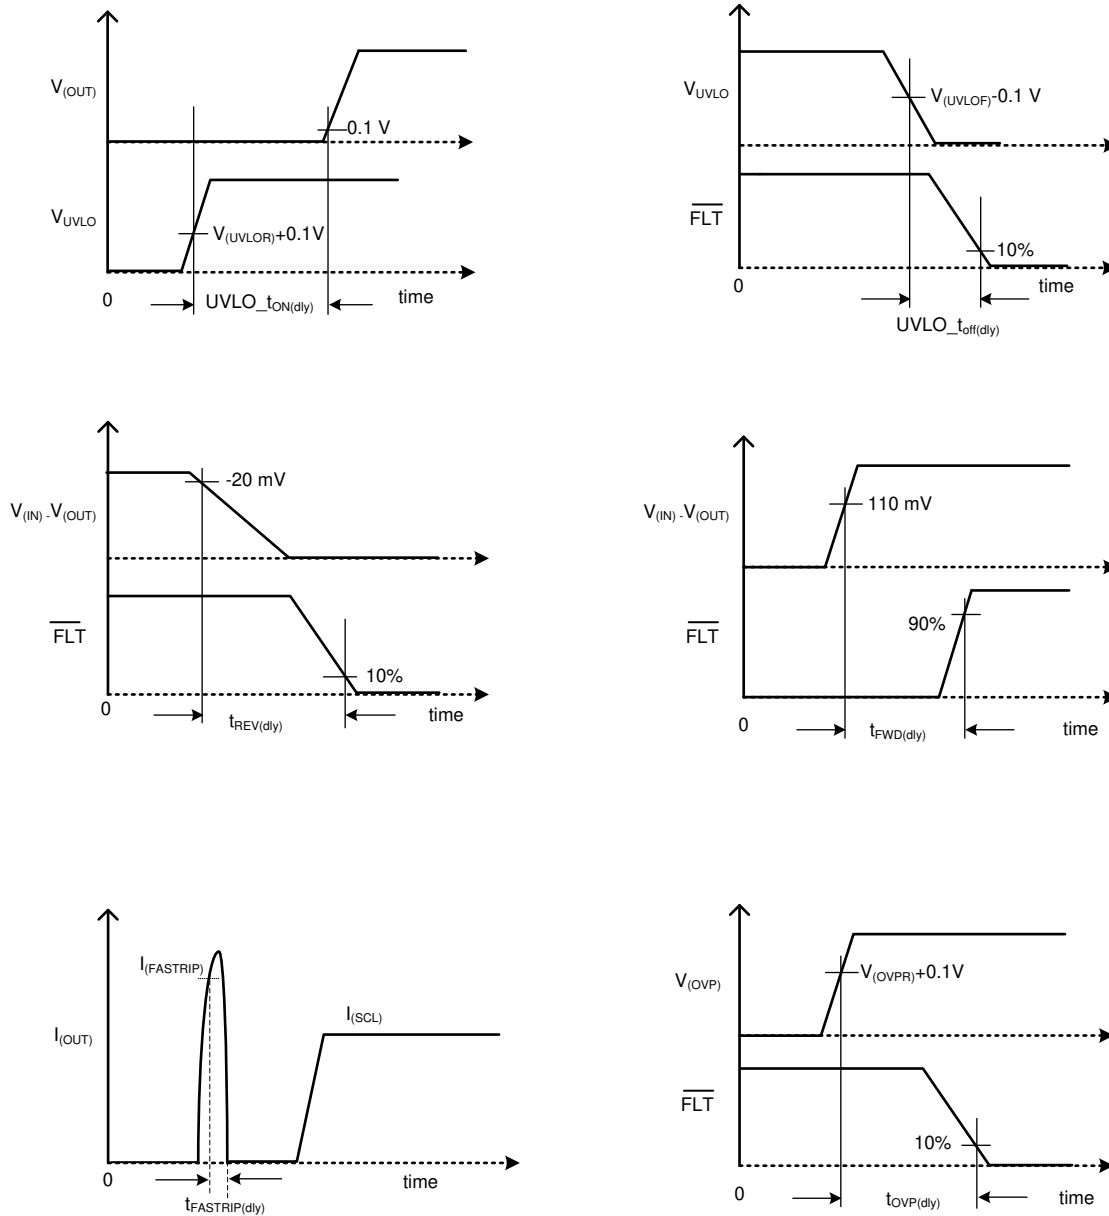 V(OUT)
0.1 V
VUVLO
V(UVLOR)+0.1V
0
UVLO_tON(dly)
time
VUVLO
V(UVLOF)-0.1 V
FLT
10%
0
time
UVLO_toff(dly)
-20 mV
V(IN) - V(OUT)
FLT
10%
0
tREV(dly)
time
110 mV
V(IN) - V(OUT)
90%
FLT
0
tFWD(dly)
time
I(FASTRIP)
I(SCL)
I(OUT)
0
time
tFASTRIP(dly)
V(OVPR)+0.1V
V(OVP)
FLT
10%
0
tOVP(dly)
time